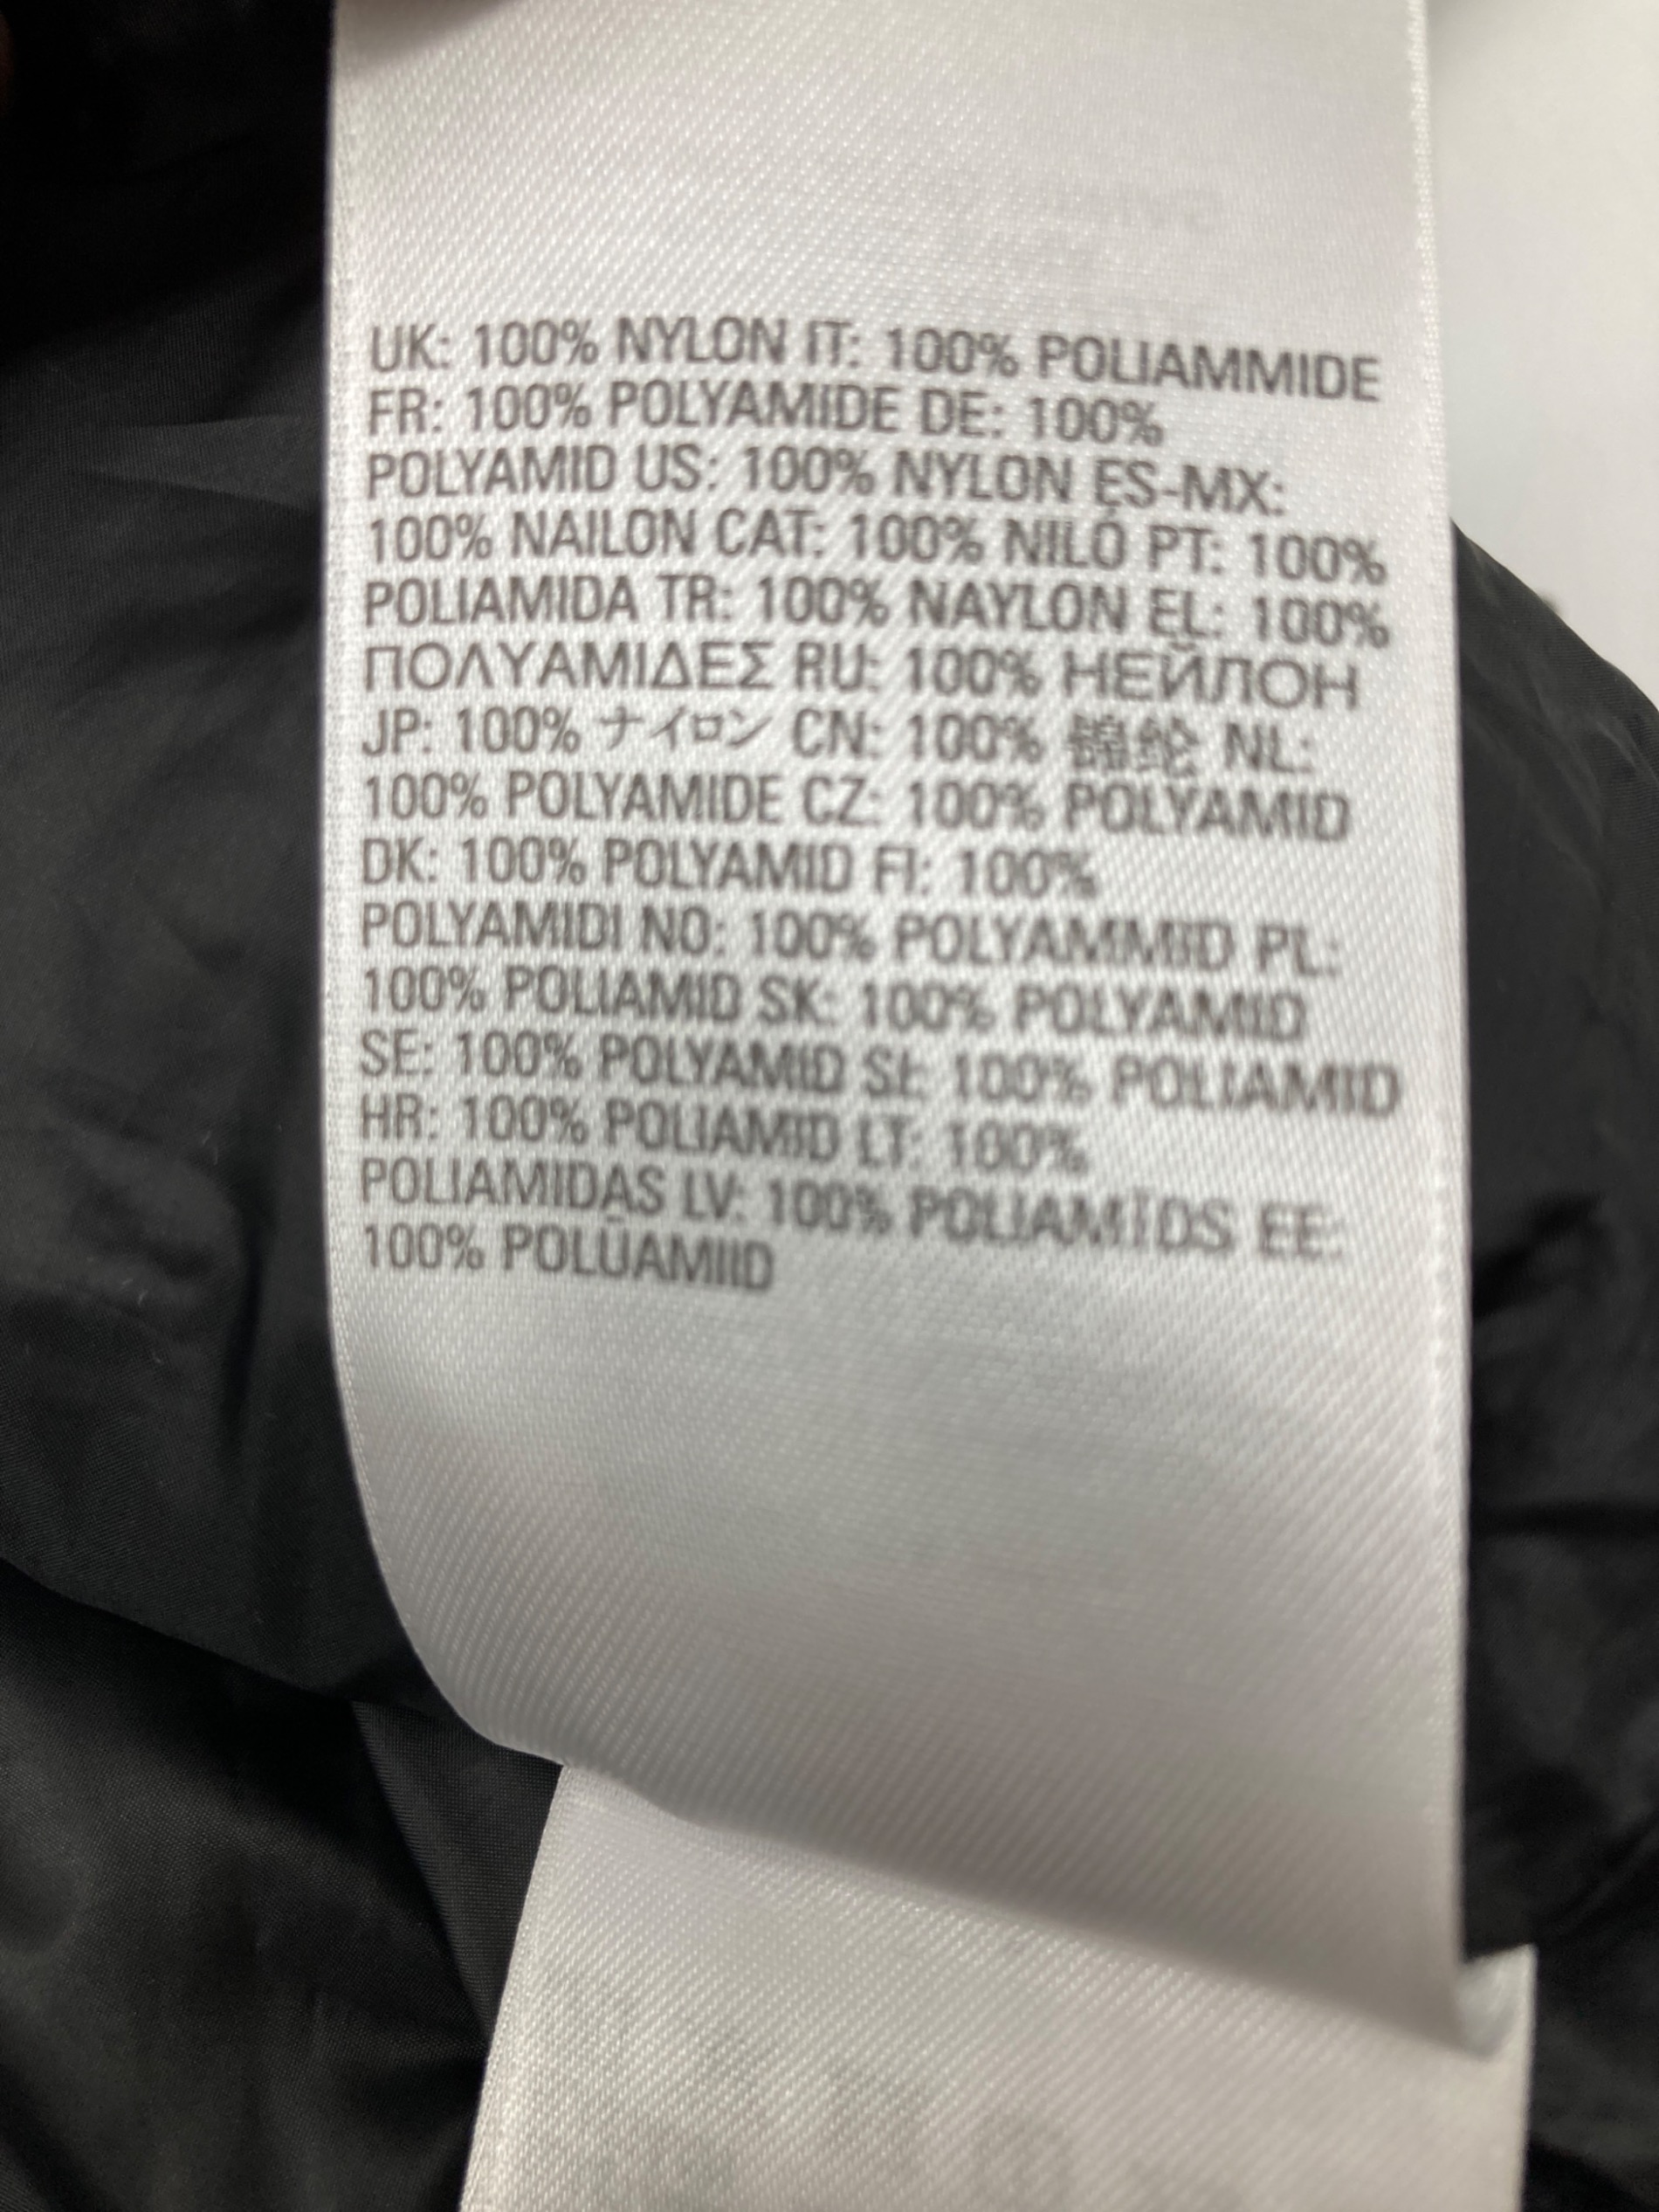 UK: 100% NYLON IT: 100% POLIAMMIDE
FR: 100% POLYAMIDE DE: 100%
POLYAMID US: 100% NYLON ES-MX:
100% NAILON CAT: 100% NILÓ PT: 100%
POLIAMIDA TR: 100% NAYLON EL: 100%
ΠΟΛΥΑΜΙΔΕΣ RU: 100% НЕЙЛОН
JP: 100% ナイロン CN: 100% 锦纶 NL:
100% POLYAMIDE CZ: 100% POLYAMID
DK: 100% POLYAMID FI: 100%
POLYAMIDI NO: 100% POLYAMMID PL:
100% POLIAMID SK: 100% POLYAMID
SE: 100% POLYAMID SI: 100% POLIAMID
HR: 100% POLIAMID LT: 100%
POLIAMIDAS LV: 100% POLIAMĪDS EE:
100% POLÜAMIID